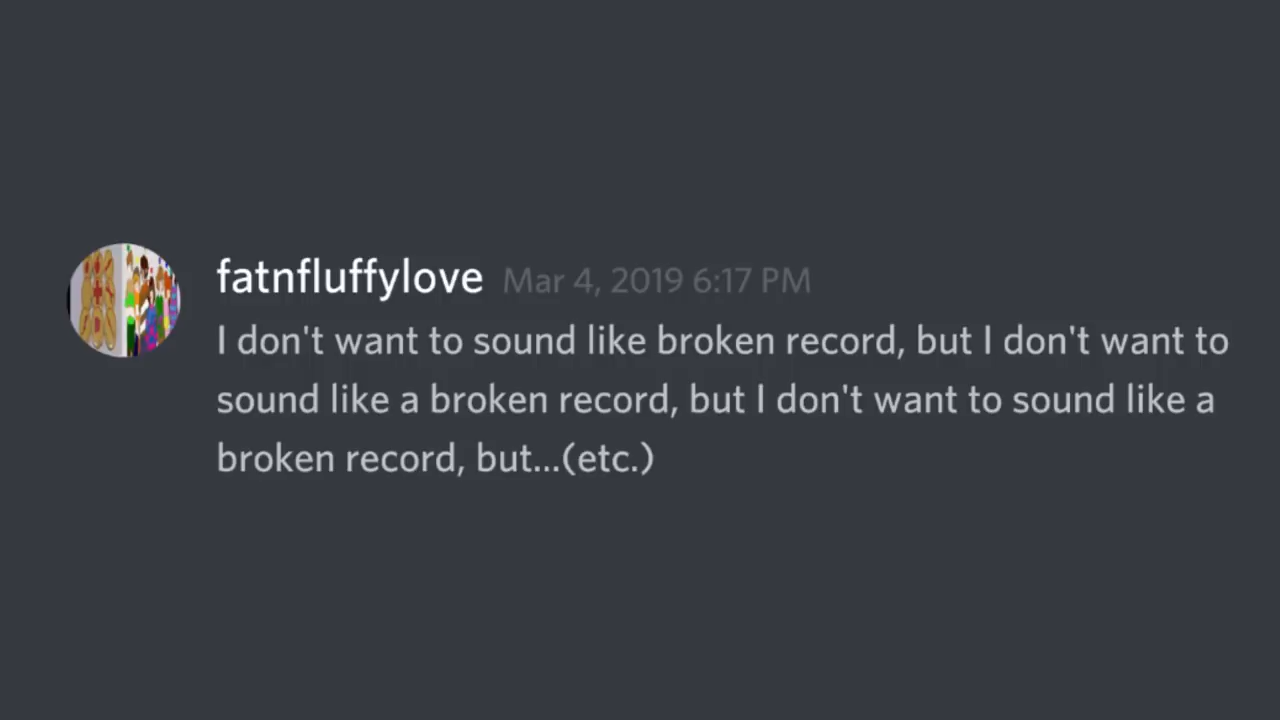 fatnfluffylove Mar 4, 2019 6:17 PM
I don't want to sound like broken record, but I don't want to
sound like a broken record, but I don't want to sound like a
broken record, but...(etc.)